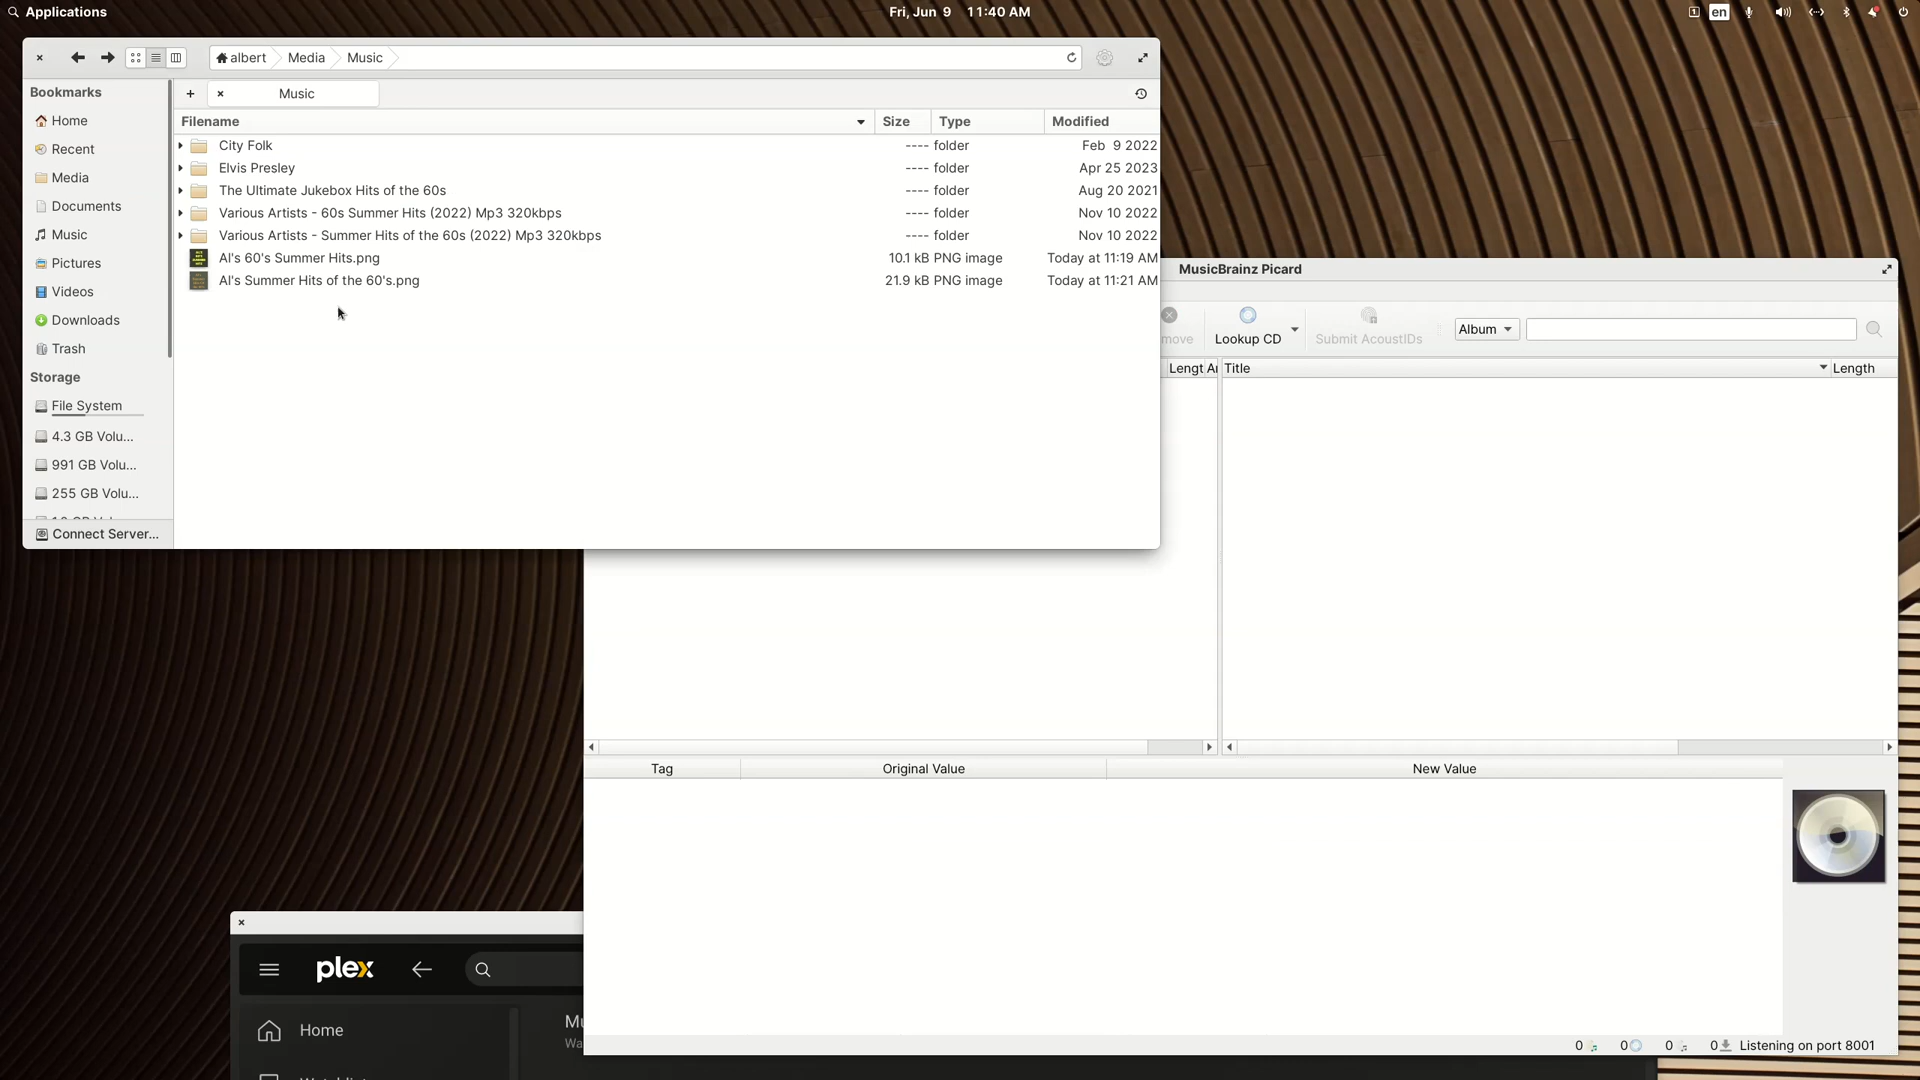 Applications
Fri, Jun 9 11:40 AM
1
en
albert
Media
Music
Music
Bookmarks
Home
Recent
Media
Documents
Music
Pictures
Videos
Downloads
Trash
Storage
File System
4.3 GB Volu...
991 GB Volu...
255 GB Volu...
Connect Server...
Filename Size Type Modified
City Folk ---- folder Feb 9 2022
Elvis Presley ---- folder Apr 25 2023
The Ultimate Jukebox Hits of the 60s ---- folder Aug 20 2021
Various Artists - 60s Summer Hits (2022) Mp3 320kbps ---- folder Nov 10 2022
Various Artists - Summer Hits of the 60s (2022) Mp3 320kbps ---- folder Nov 10 2022
Al's 60's Summer Hits.png 10.1 kB PNG image Today at 11:19 AM
Al's Summer Hits of the 60's.png 21.9 kB PNG image Today at 11:21 AM
MusicBrainz Picard
move
Lookup CD
Submit AcoustIDs
Album
Lengt Ar Title Length
Tag Original Value New Value
0 0 0 0 Listening on port 8001
plex
Home
Mu
Wa